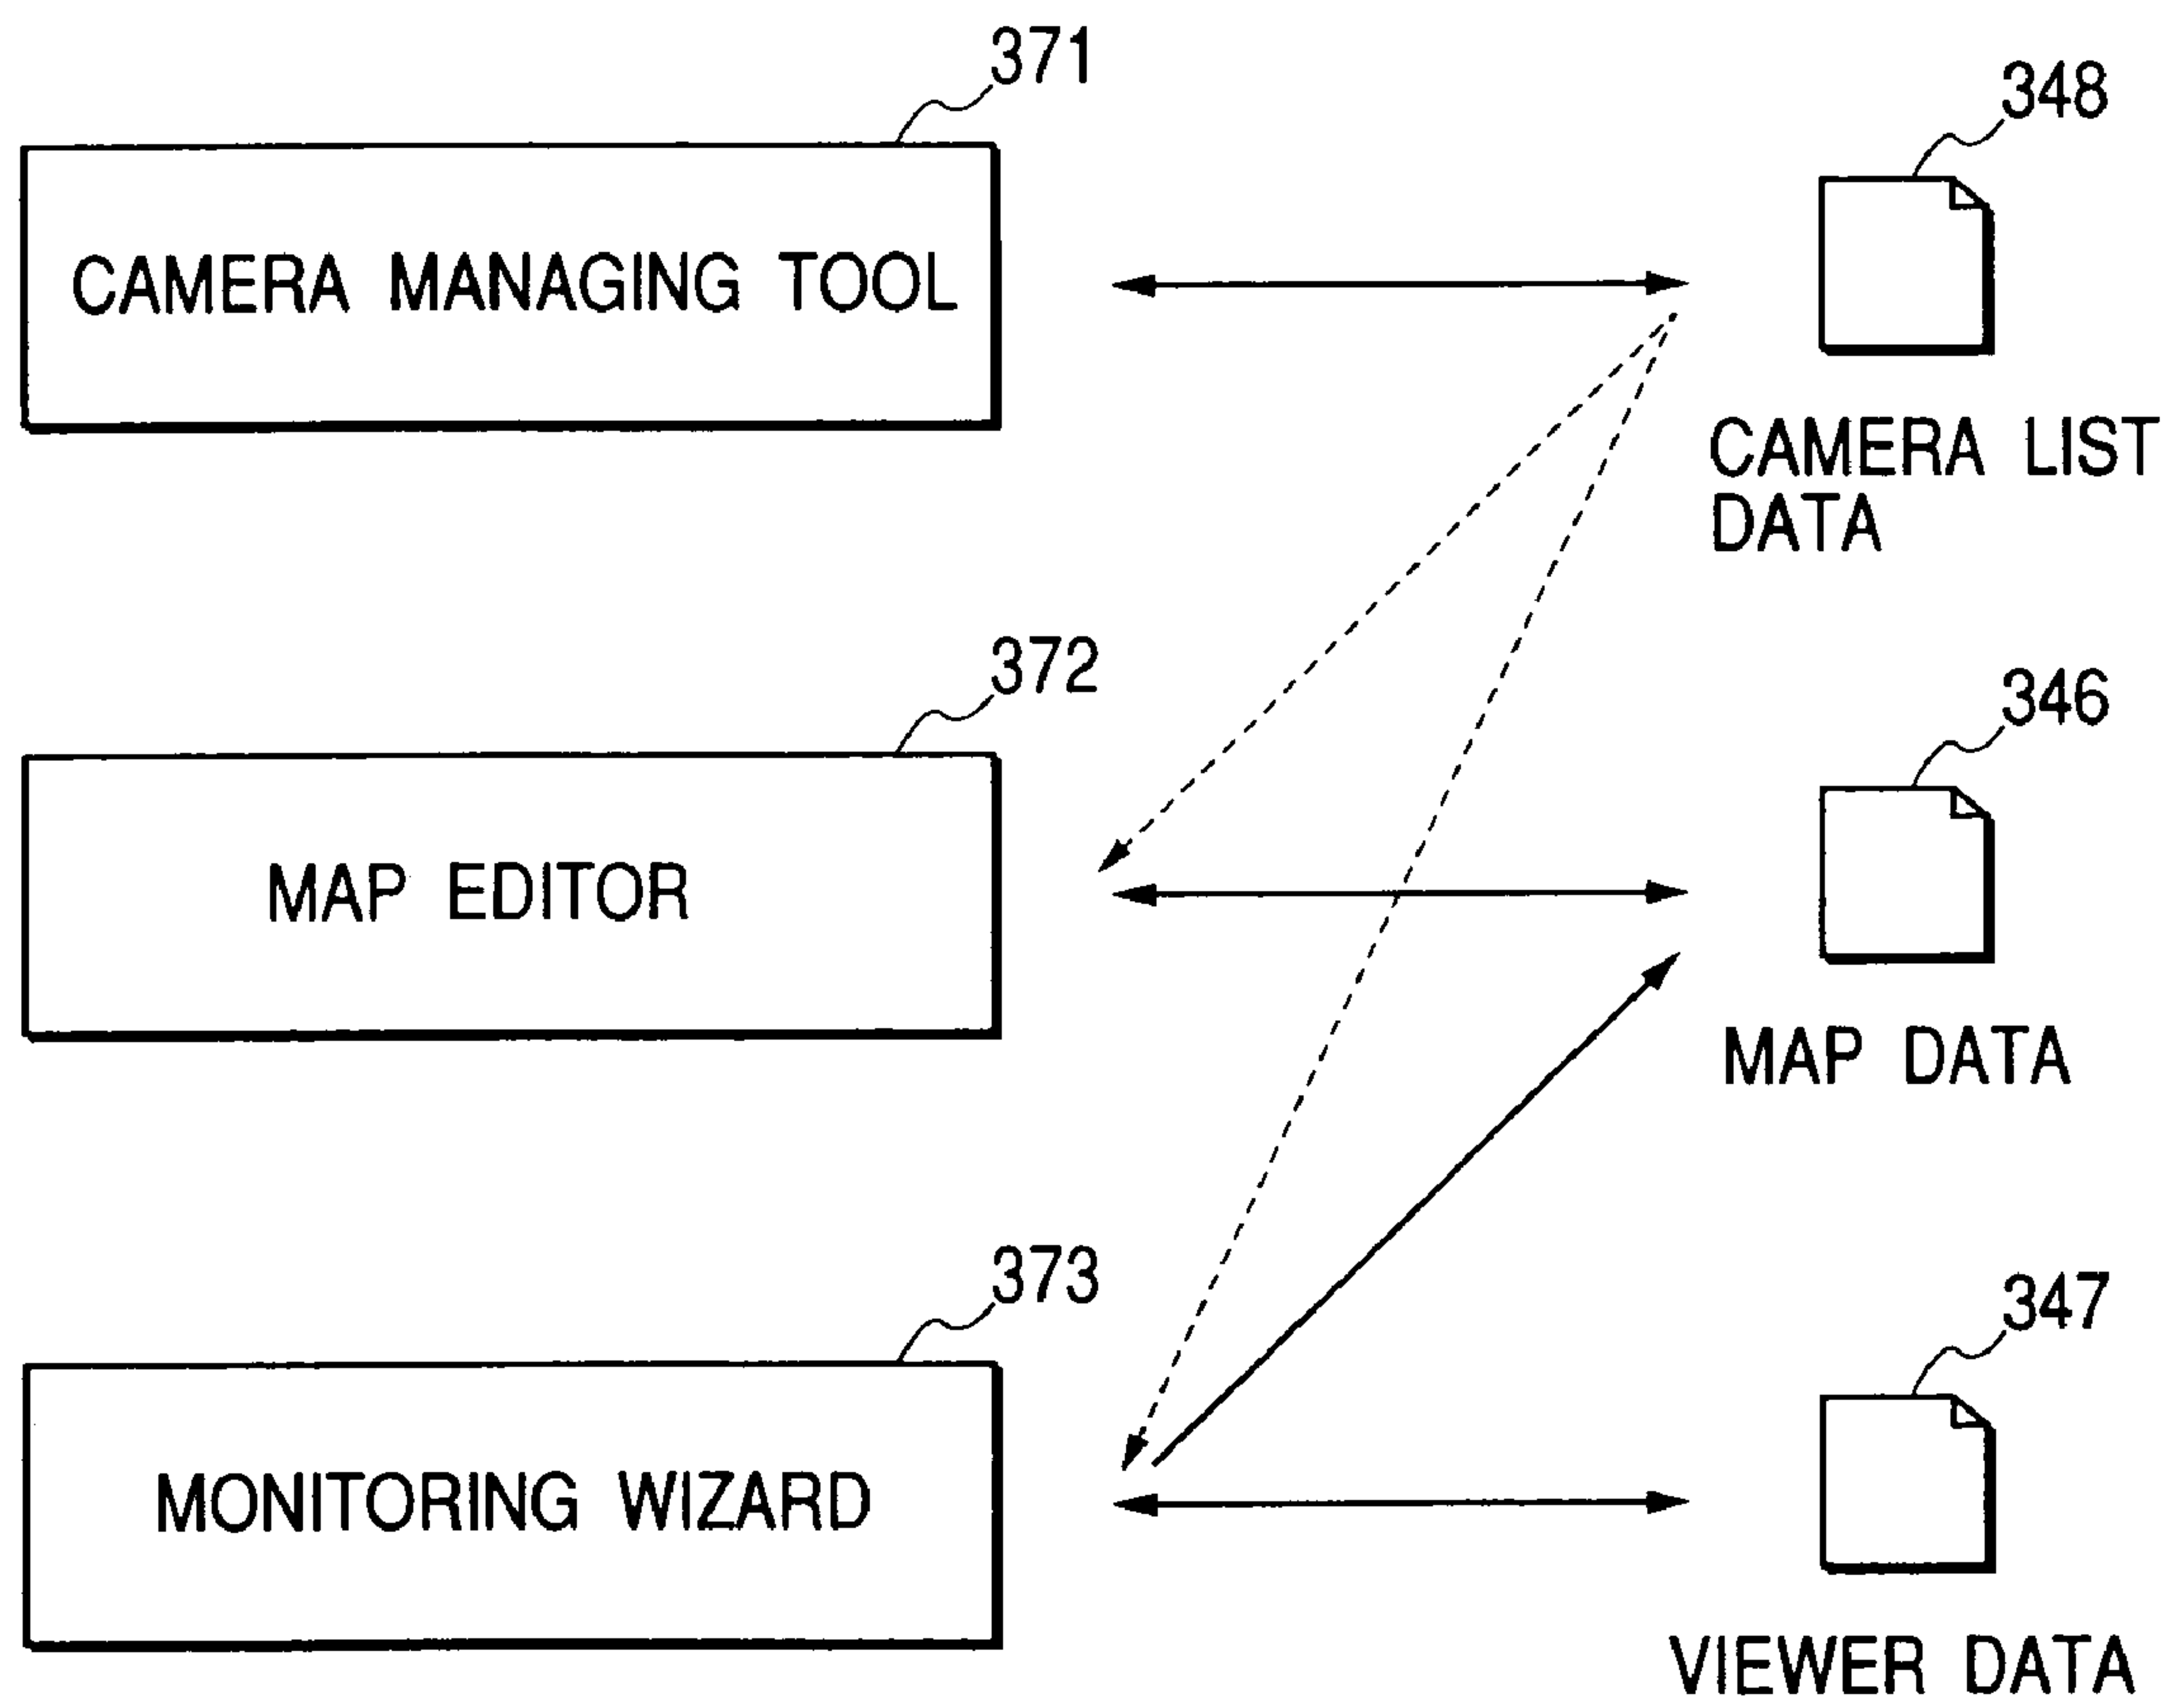 371
348
CAMERA MANAGING TOOL
CAMERA LIST
DATA
372
346
MAP EDITOR
MAP DATA
373
347
MONITORING WIZARD
VIEWER DATA